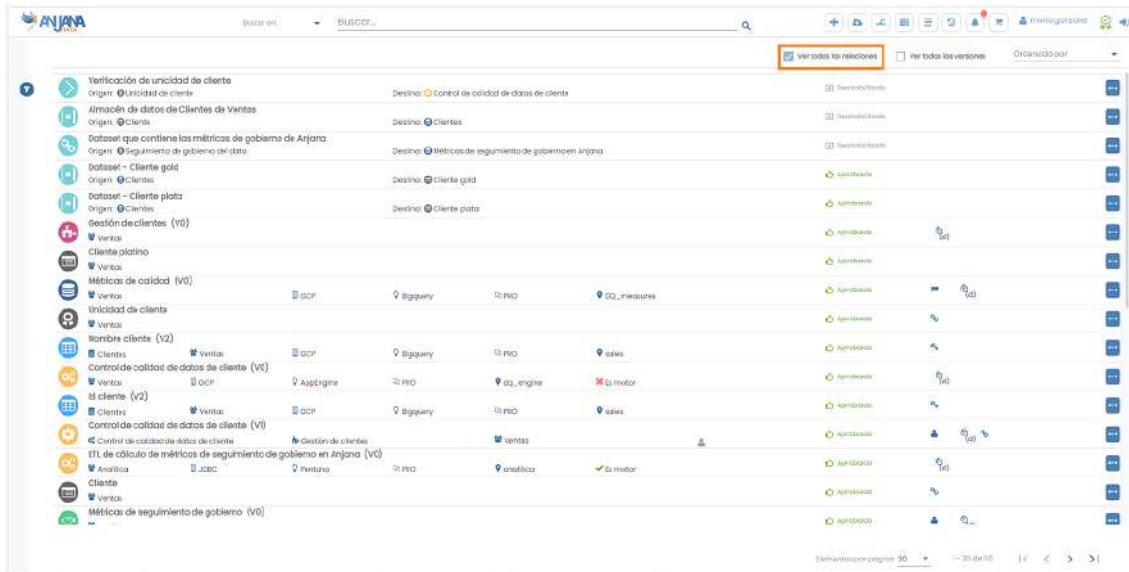 ANJANA DATA
Buscar en:
Buscar...
managersara
Ver todas las relaciones
Ver todas las versiones
Ordenado por
Verificación de unicidad de cliente
Origen: Unicidad de cliente Destino: Control de calidad de datos de cliente Deshabilitado
Almacén de datos de Clientes de Ventas
Origen: Cliente Destino: Clientes Deshabilitado
Dataset que contiene las métricas de gobierno de Anjana
Origen: Seguimiento de gobierno del dato Destino: Métricas de seguimiento de gobierno en Anjana Deshabilitado
Dataset - Cliente gold
Origen: Clientes Destino: Cliente gold Aprobado
Dataset - Cliente plata
Origen: Clientes Destino: Cliente plata Aprobado
Gestión de clientes (V0)
Ventas Aprobado
Cliente platino
Ventas Aprobado
Métricas de calidad (V0)
Ventas GCP Bigquery PRO DQ_measures Aprobado
Unicidad de cliente
Ventas Aprobado
Nombre cliente (V2)
Clientes Ventas GCP Bigquery PRO sales Aprobado
Control de calidad de datos de cliente (V0)
Ventas GCP AppEngine PRO dq_engine Es motor Aprobado
Id cliente (V2)
Clientes Ventas GCP Bigquery PRO sales Aprobado
Control de calidad de datos de cliente (V1)
Control de calidad de datos de cliente Gestión de clientes Ventas Aprobado
ETL de cálculo de métricas de seguimiento de gobierno en Anjana (V0)
Analítica JDBC Pentaho PRO analitica Es motor Aprobado
Cliente
Ventas Aprobado
Métricas de seguimiento de gobierno (V0)
Aprobado
Elementos por página: 30